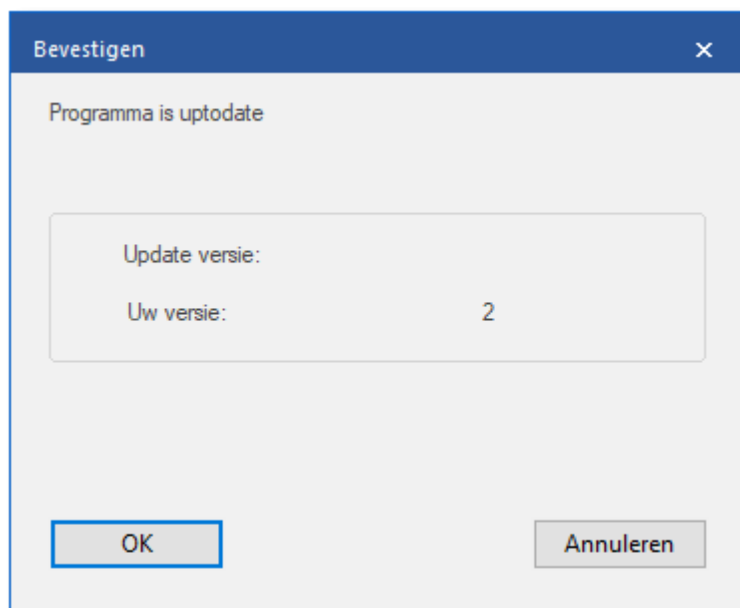 Bevestigen
Programma is uptodate
Update versie:
Uw versie: 2
OK Annuleren